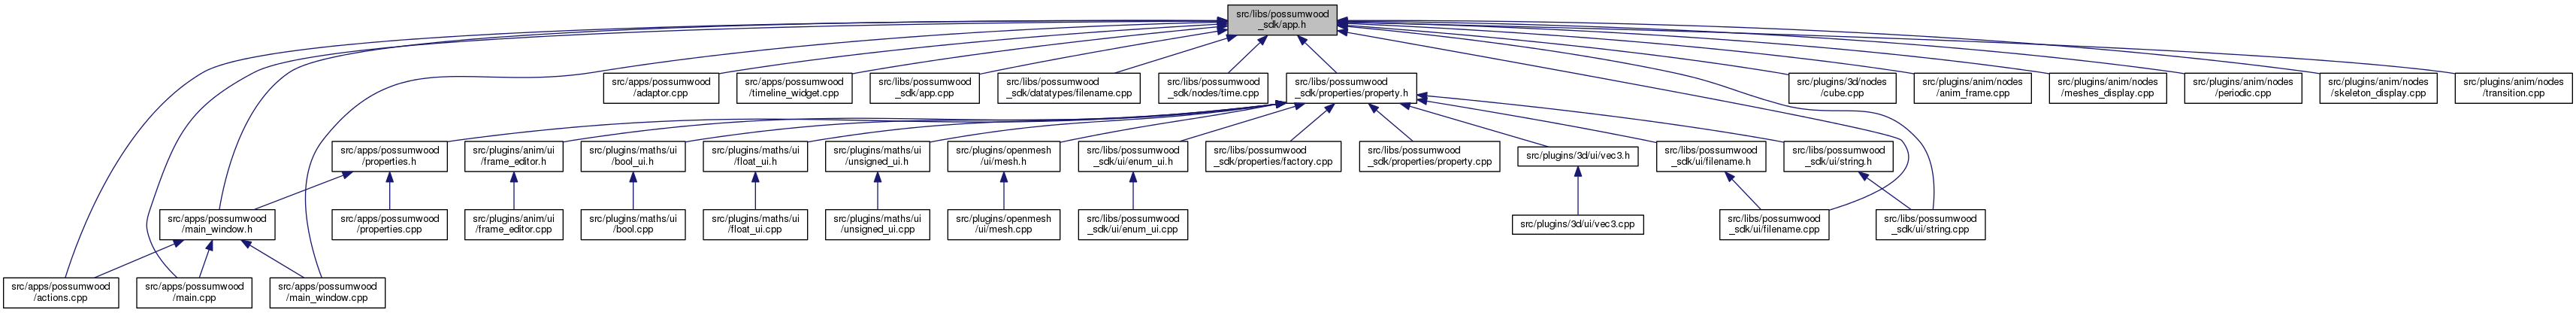 src/libs/possumwood
_sdk/app.h
src/apps/possumwood
/adaptor.cpp
src/apps/possumwood
/timeline_widget.cpp
src/libs/possumwood
_sdk/app.cpp
src/libs/possumwood
_sdk/datatypes/filename.cpp
src/libs/possumwood
_sdk/nodes/time.cpp
src/libs/possumwood
_sdk/properties/property.h
src/plugins/3d/nodes
/cube.cpp
src/plugins/anim/nodes
/anim_frame.cpp
src/plugins/anim/nodes
/meshes_display.cpp
src/plugins/anim/nodes
/periodic.cpp
src/plugins/anim/nodes
/skeleton_display.cpp
src/plugins/anim/nodes
/transition.cpp
src/apps/possumwood
/properties.h
src/plugins/anim/ui
/frame_editor.h
src/plugins/maths/ui
/bool_ui.h
src/plugins/maths/ui
/float_ui.h
src/plugins/maths/ui
/unsigned_ui.h
src/plugins/openmesh
/ui/mesh.h
src/libs/possumwood
_sdk/ui/enum_ui.h
src/libs/possumwood
_sdk/properties/factory.cpp
src/libs/possumwood
_sdk/properties/property.cpp
src/plugins/3d/ui/vec3.h
src/libs/possumwood
_sdk/ui/filename.h
src/libs/possumwood
_sdk/ui/string.h
src/apps/possumwood
/main_window.h
src/apps/possumwood
/properties.cpp
src/plugins/anim/ui
/frame_editor.cpp
src/plugins/maths/ui
/bool.cpp
src/plugins/maths/ui
/float_ui.cpp
src/plugins/maths/ui
/unsigned_ui.cpp
src/plugins/openmesh
/ui/mesh.cpp
src/libs/possumwood
_sdk/ui/enum_ui.cpp
src/plugins/3d/ui/vec3.cpp
src/libs/possumwood
_sdk/ui/filename.cpp
src/libs/possumwood
_sdk/ui/string.cpp
src/apps/possumwood
/actions.cpp
src/apps/possumwood
/main.cpp
src/apps/possumwood
/main_window.cpp